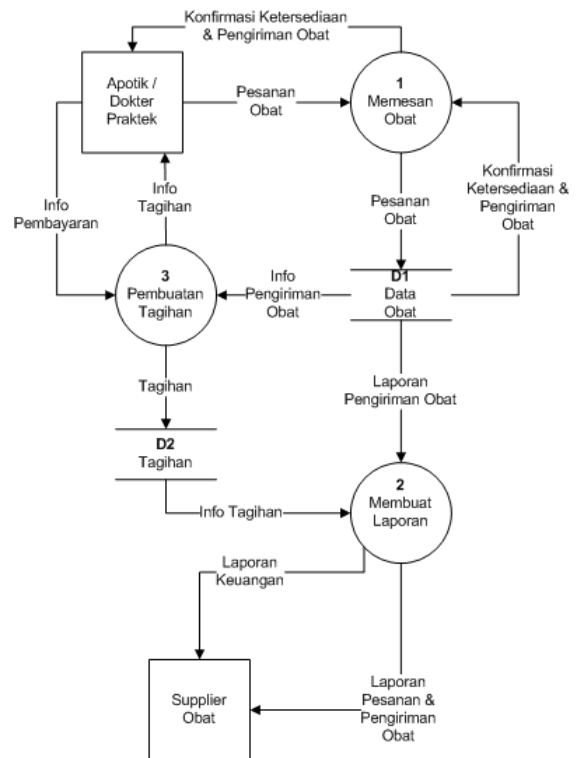 Konfirmasi Ketersediaan
& Pengiriman Obat
Apotik /
Dokter
Praktek
Pesanan
Obat
1
Memesan
Obat
Info
Pembayaran
Info
Tagihan
Pesanan
Obat
Konfirmasi
Ketersediaan &
Pengiriman
Obat
3
Pembuatan
Tagihan
Info
Pengiriman
Obat
D1
Data
Obat
Tagihan
Laporan
Pengiriman Obat
D2
Tagihan
Info Tagihan
2
Membuat
Laporan
Laporan
Keuangan
Supplier
Obat
Laporan
Pesanan &
Pengiriman
Obat